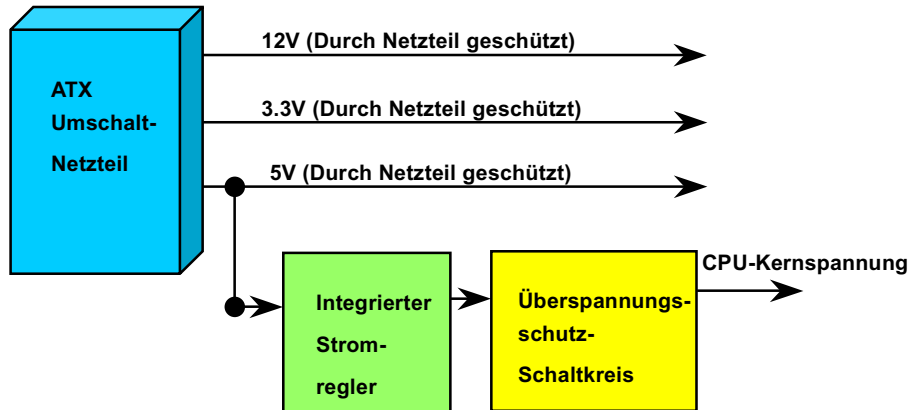 12V (Durch Netzteil geschützt)
ATX
Umschalt-
Netzteil
3.3V (Durch Netzteil geschützt)
5V (Durch Netzteil geschützt)
CPU-Kernspannung
Integrierter
Strom-
regler
Überspannungs-
schutz-
Schaltkreis